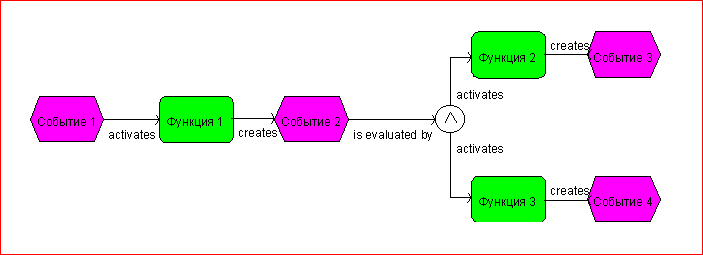 Событие 1
activates
Функция 1
creates
Событие 2
is evaluated by
activates
Функция 2
creates
Событие 3
activates
Функция 3
creates
Событие 4